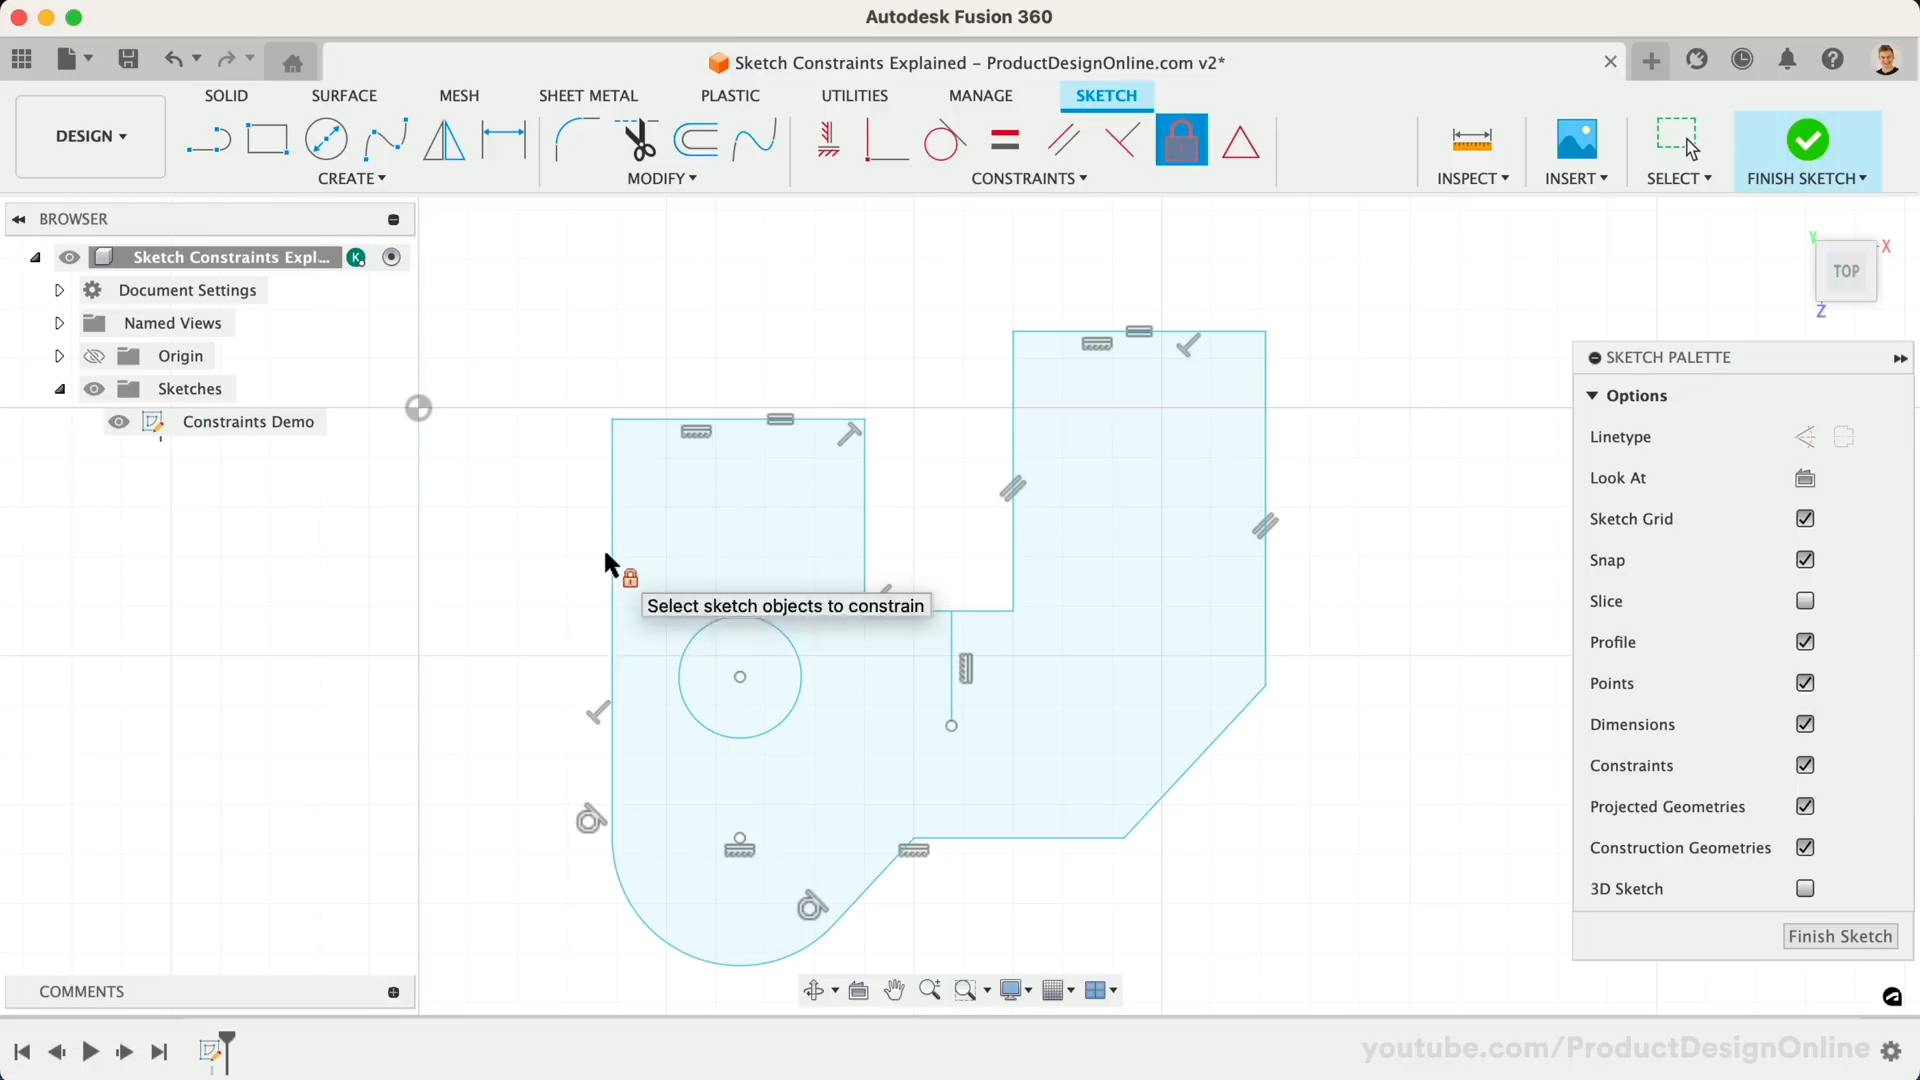 Autodesk Fusion 360
Sketch Constraints Explained – ProductDesignOnline.com v2*
SOLID SURFACE MESH SHEET METAL PLASTIC UTILITIES MANAGE SKETCH
DESIGN
CREATE MODIFY CONSTRAINTS INSPECT INSERT SELECT FINISH SKETCH
BROWSER
Sketch Constraints Expl... K
Document Settings
Named Views
Origin
Sketches
Constraints Demo
Y
X
TOP
Z
Select sketch objects to constrain
SKETCH PALETTE
Options
Linetype
Look At
Sketch Grid
Snap
Slice
Profile
Points
Dimensions
Constraints
Projected Geometries
Construction Geometries
3D Sketch
Finish Sketch
COMMENTS
youtube.com/ProductDesignOnline